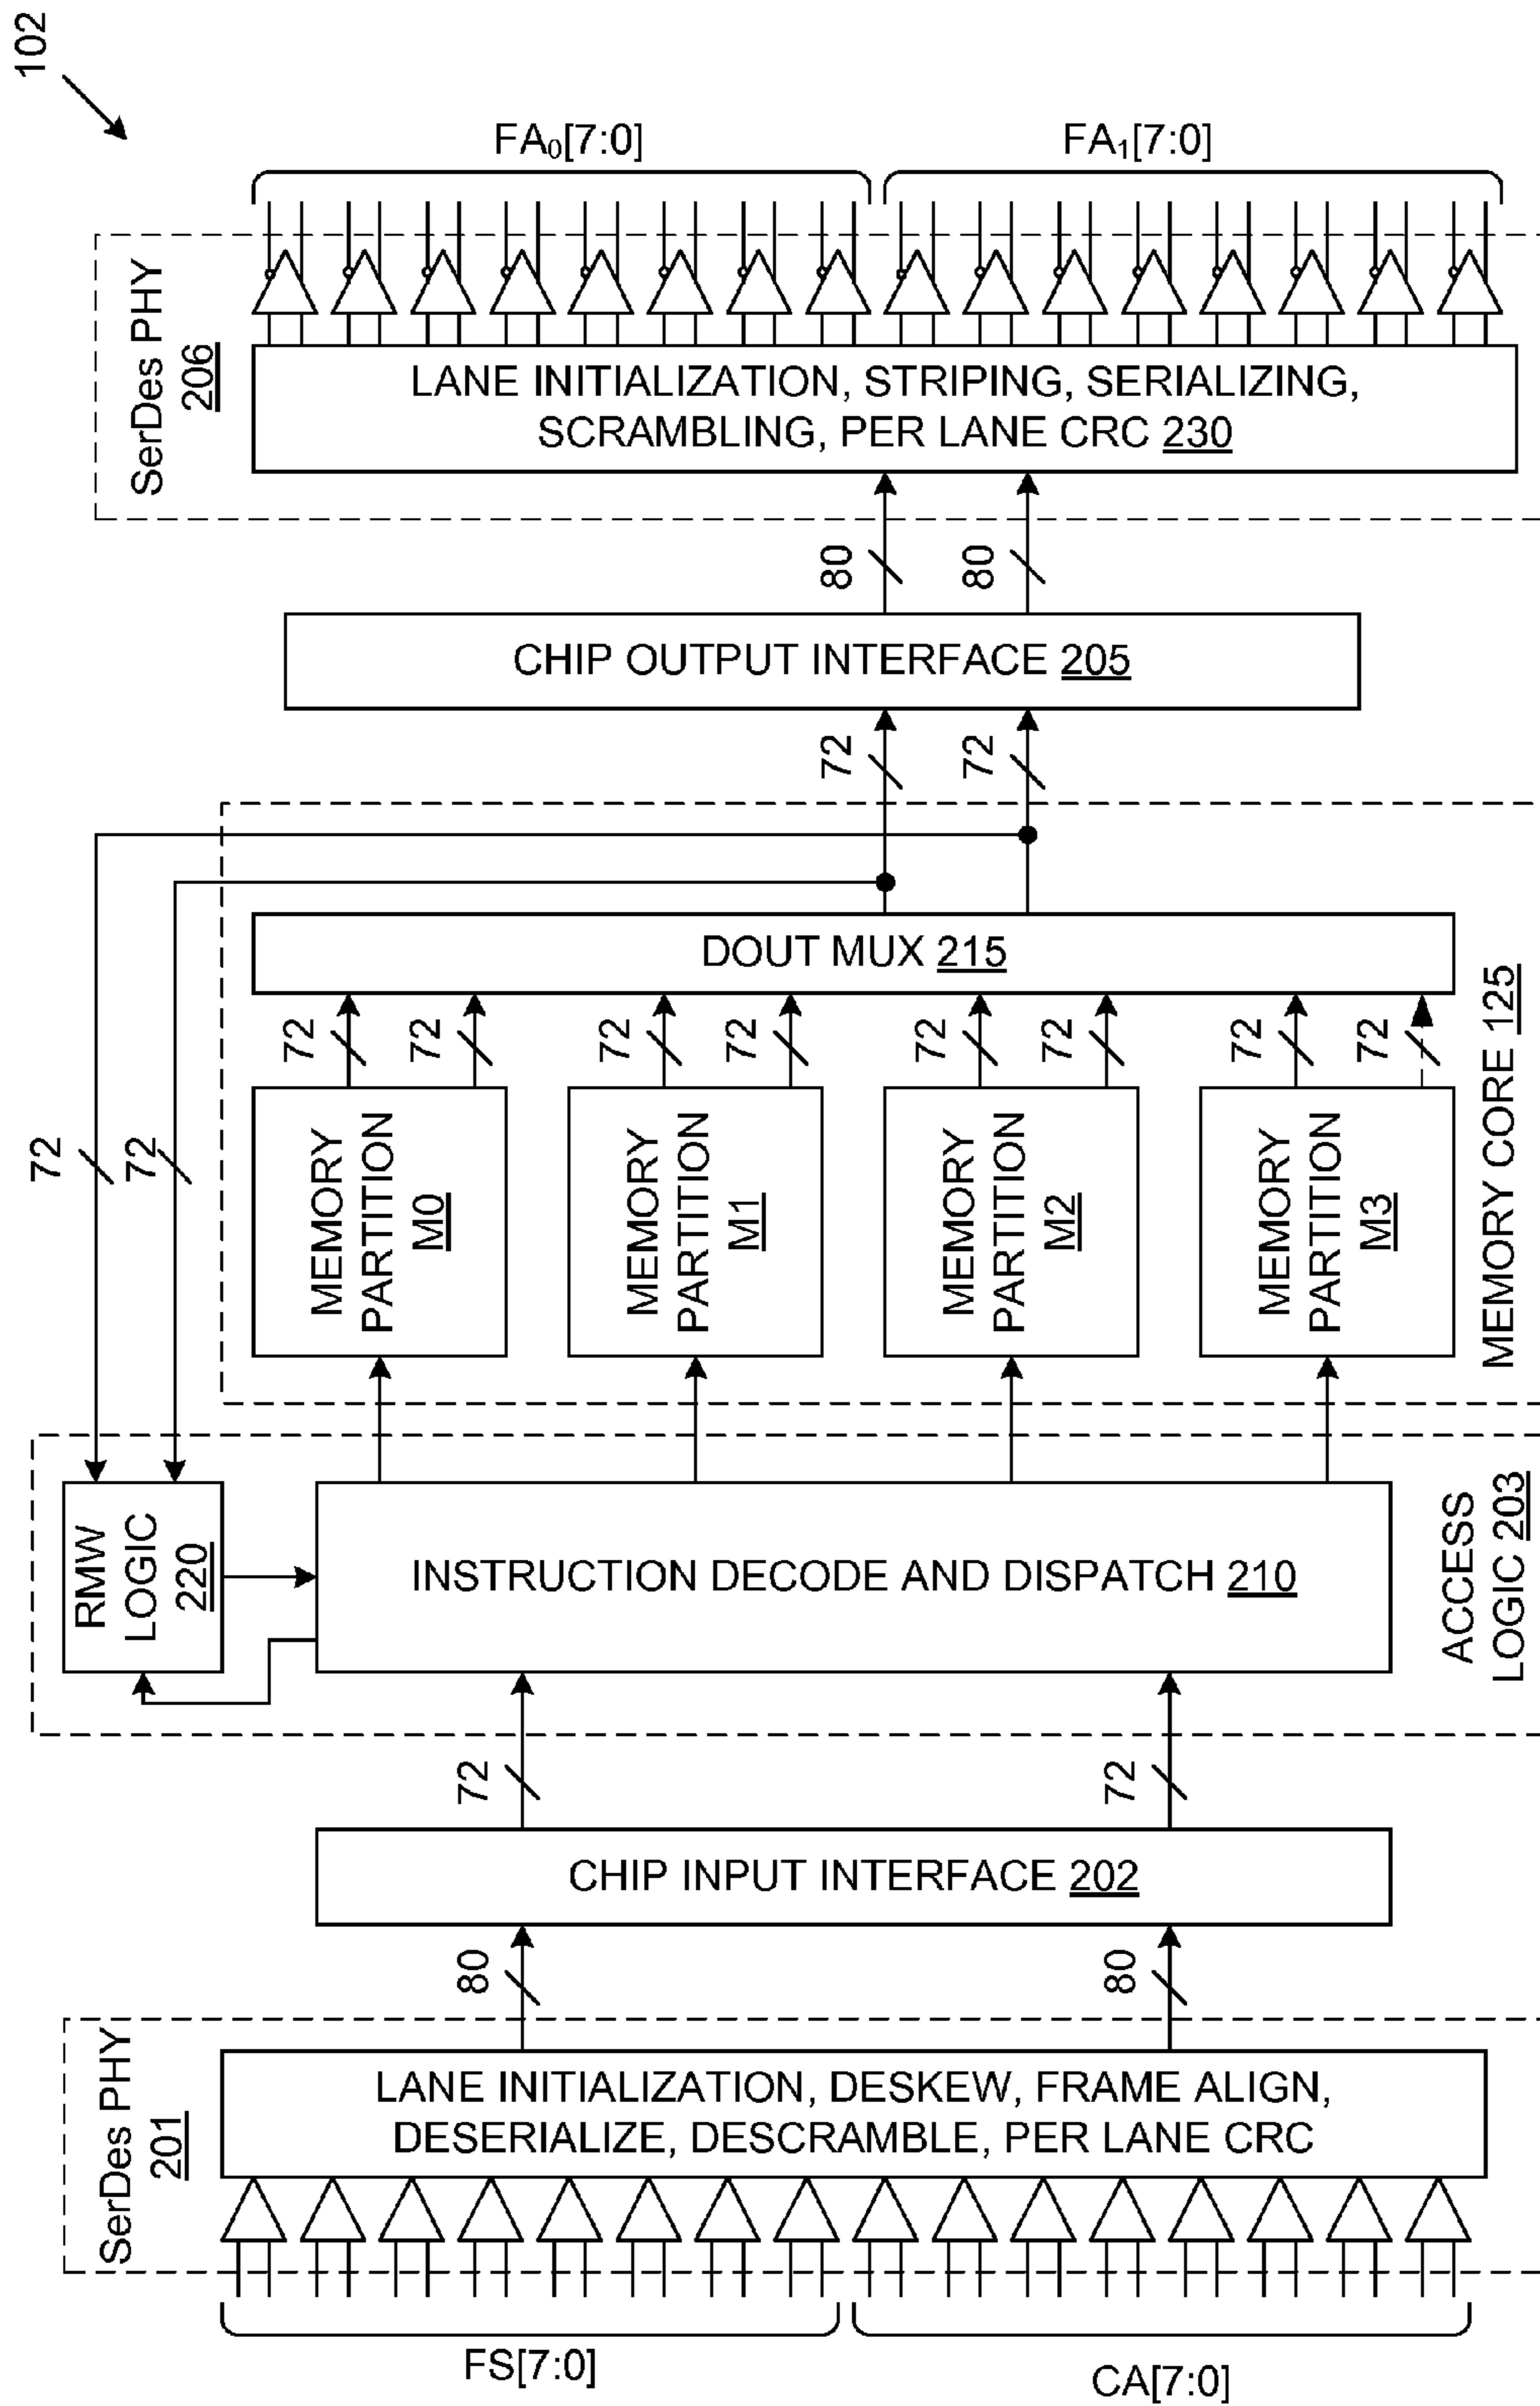 102
SerDes PHY
206
FA0[7:0]
FA1[7:0]
LANE INITIALIZATION, STRIPING, SERIALIZING,
SCRAMBLING, PER LANE CRC 230
80
80
CHIP OUTPUT INTERFACE 205
72
72
DOUT MUX 215
72
72
72
72
72
72
72
72
72
72
MEMORY
PARTITION
M0
MEMORY
PARTITION
M1
MEMORY
PARTITION
M2
MEMORY
PARTITION
M3
MEMORY CORE 125
RMW
LOGIC
220
INSTRUCTION DECODE AND DISPATCH 210
ACCESS
LOGIC 203
72
72
CHIP INPUT INTERFACE 202
80
80
SerDes PHY
201
LANE INITIALIZATION, DESKEW, FRAME ALIGN,
DESERIALIZE, DESCRAMBLE, PER LANE CRC
FS[7:0]
CA[7:0]